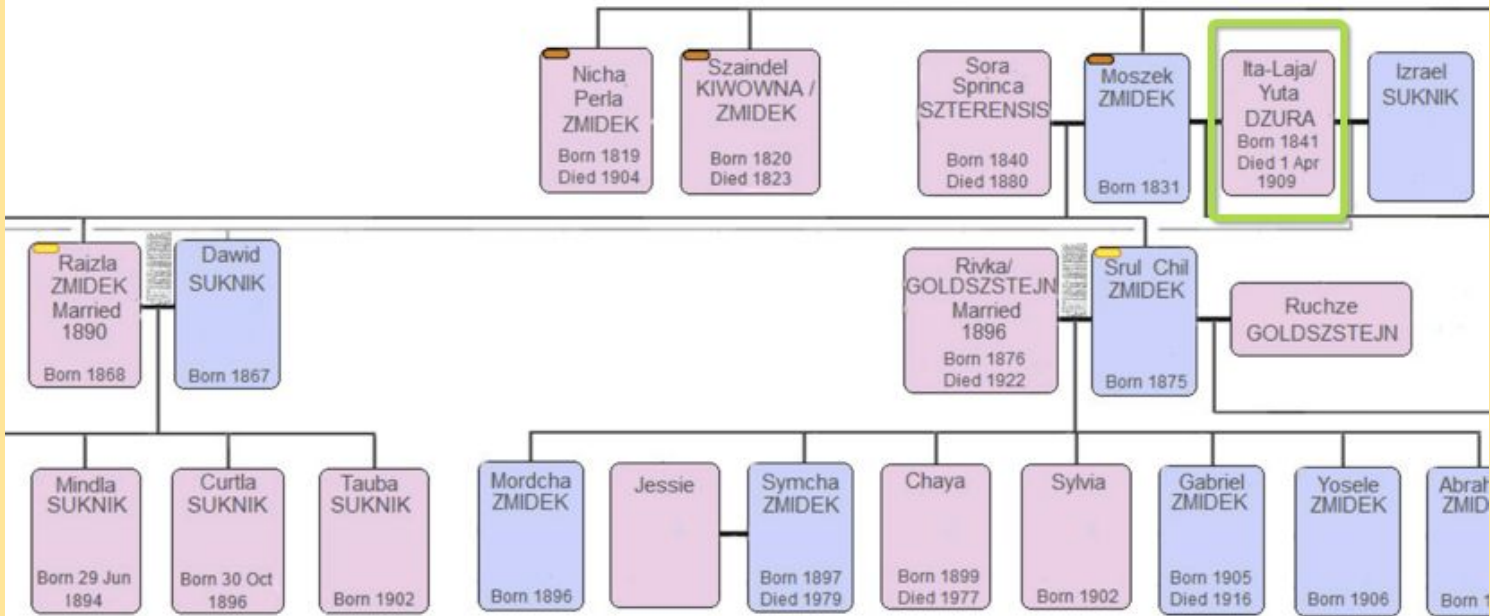 Nicha
Perla
ZMIDEK
Born 1819
Died 1904
Szaindel
KIWOWNA /
ZMIDEK
Born 1820
Died 1823
Sora
Sprinca
SZTERENSIS
Born 1840
Died 1880
Moszek
ZMIDEK
Born 1831
Ita-Laja/
Yuta
DZURA
Born 1841
Died 1 Apr
1909
Izrael
SUKNIK
Rajzla
ZMIDEK
Married
1890
Born 1868
Dawid
SUKNIK
Born 1867
Rivka/
GOLDSZSTEJN
Married
1896
Born 1876
Died 1922
Srul Chil
ZMIDEK
Born 1875
Ruchze
GOLDSZSTEJN
Mindla
SUKNIK
Born 29 Jun
1894
Curtla
SUKNIK
Born 30 Oct
1896
Tauba
SUKNIK
Born 1902
Mordcha
ZMIDEK
Born 1896
Jessie
Symcha
ZMIDEK
Born 1897
Died 1979
Chaya
Born 1899
Died 1977
Sylvia
Born 1902
Gabriel
ZMIDEK
Born 1905
Died 1916
Yosele
ZMIDEK
Born 1906
Abrah
ZMID
Born 1